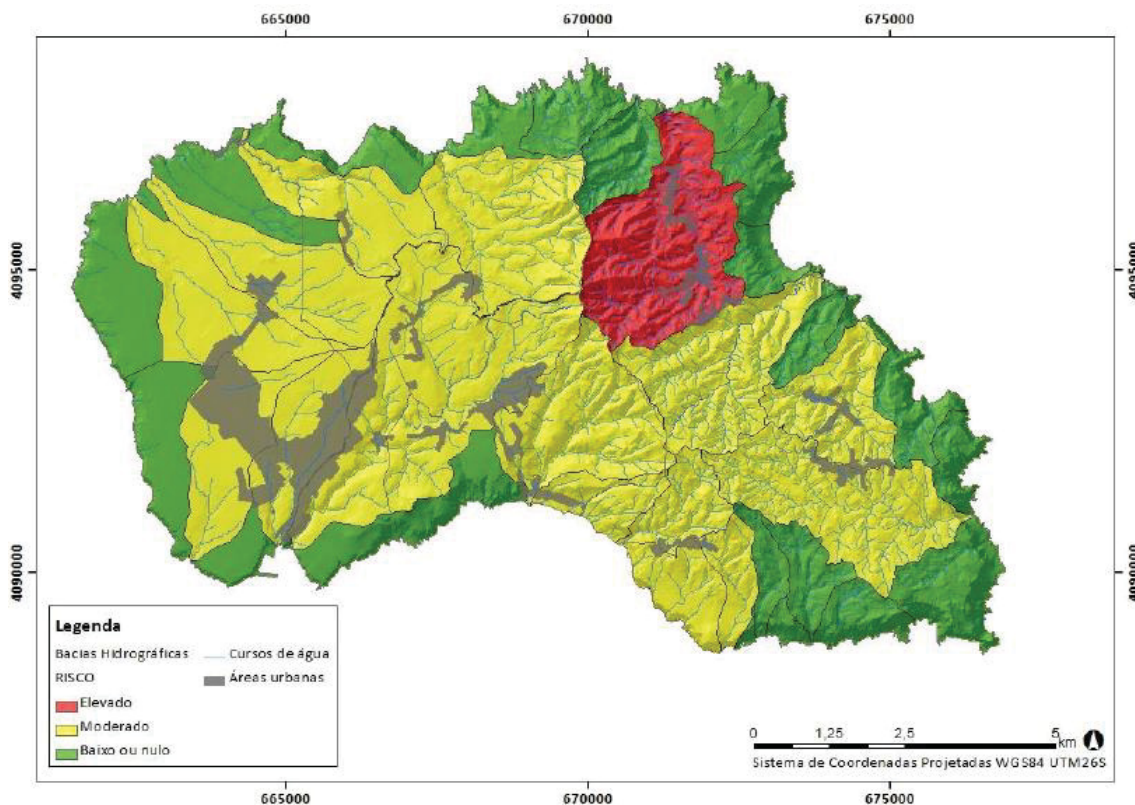 665000 670000 675000
4095000 4095000
4090000 4090000
Legenda
Bacias Hidrográficas Cursos de água
RISCO Áreas urbanas
Elevado
Moderado
Baixo ou nulo
0 1,25 2,5 5
km
Sistema de Coordenadas Projetadas WGS84 UTM26S
665000 670000 675000